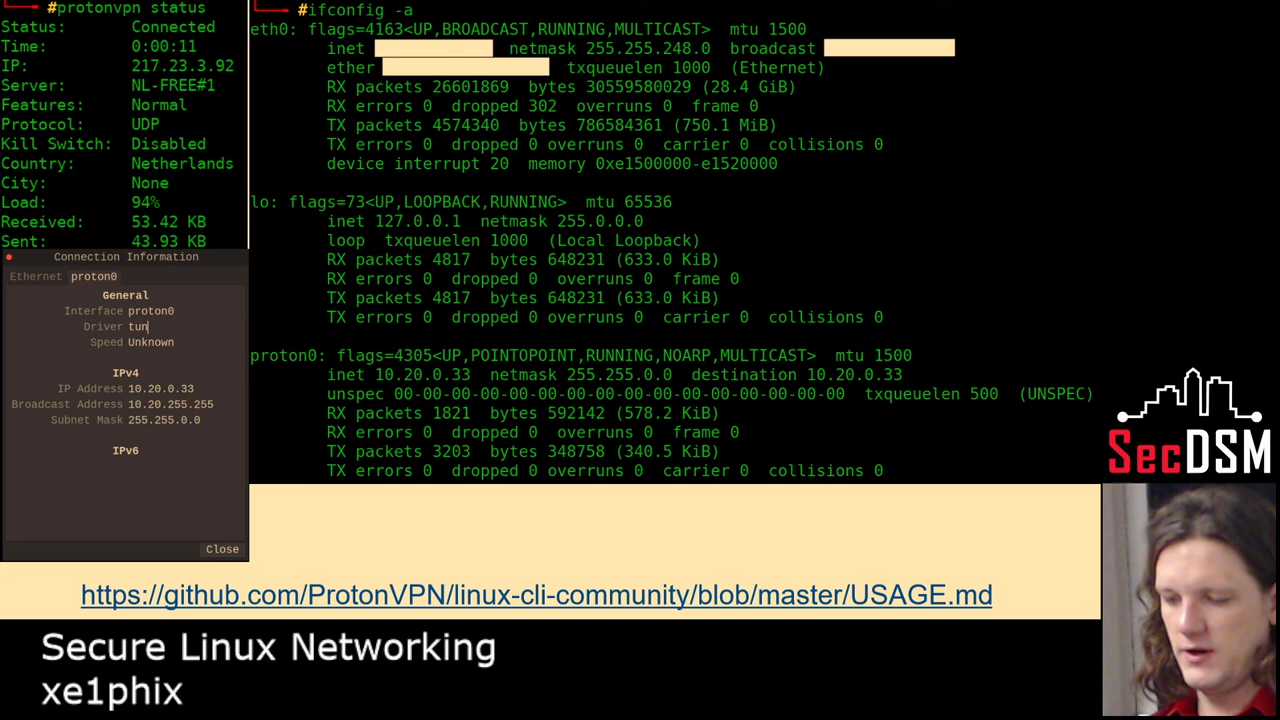 #protonvpn status
Status: Connected
Time: 0:00:11
IP: 217.23.3.92
Server: NL-FREE#1
Features: Normal
Protocol: UDP
Kill Switch: Disabled
Country: Netherlands
City: None
Load: 94%
Received: 53.42 KB
Sent: 43.93 KB
Connection Information
Ethernet proton0
General
Interface proton0
Driver tun
Speed Unknown
IPv4
IP Address 10.20.0.33
Broadcast Address 10.20.255.255
Subnet Mask 255.255.0.0
IPv6
Close
#ifconfig -a
eth0: flags=4163<UP,BROADCAST,RUNNING,MULTICAST> mtu 1500
inet netmask 255.255.248.0 broadcast
ether txqueuelen 1000 (Ethernet)
RX packets 26601869 bytes 30559580029 (28.4 GiB)
RX errors 0 dropped 302 overruns 0 frame 0
TX packets 4574340 bytes 786584361 (750.1 MiB)
TX errors 0 dropped 0 overruns 0 carrier 0 collisions 0
device interrupt 20 memory 0xe1500000-e1520000
lo: flags=73<UP,LOOPBACK,RUNNING> mtu 65536
inet 127.0.0.1 netmask 255.0.0.0
loop txqueuelen 1000 (Local Loopback)
RX packets 4817 bytes 648231 (633.0 KiB)
RX errors 0 dropped 0 overruns 0 frame 0
TX packets 4817 bytes 648231 (633.0 KiB)
TX errors 0 dropped 0 overruns 0 carrier 0 collisions 0
proton0: flags=4305<UP,POINTOPOINT,RUNNING,NOARP,MULTICAST> mtu 1500
inet 10.20.0.33 netmask 255.255.0.0 destination 10.20.0.33
unspec 00-00-00-00-00-00-00-00-00-00-00-00-00-00-00-00 txqueuelen 500 (UNSPEC)
RX packets 1821 bytes 592142 (578.2 KiB)
RX errors 0 dropped 0 overruns 0 frame 0
TX packets 3203 bytes 348758 (340.5 KiB)
TX errors 0 dropped 0 overruns 0 carrier 0 collisions 0
SecDSM
https://github.com/ProtonVPN/linux-cli-community/blob/master/USAGE.md
Secure Linux Networking
xe1phix